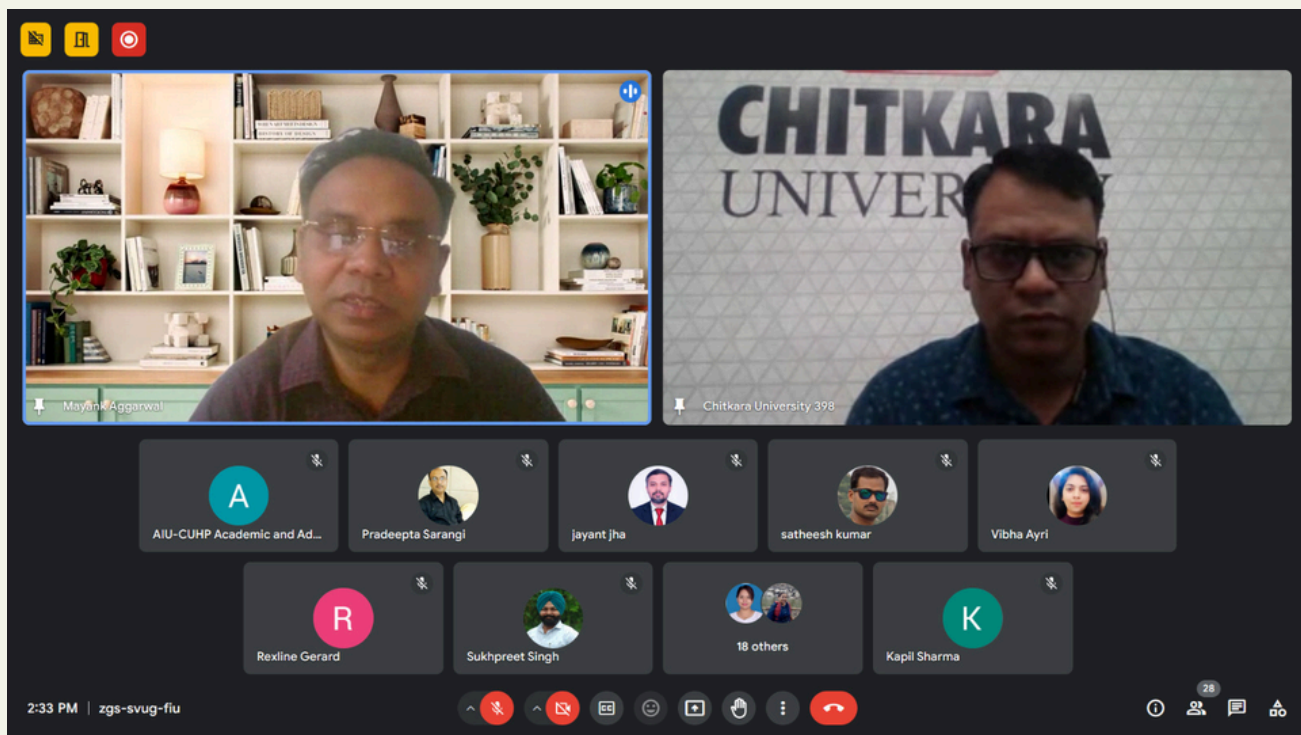 CHITKARA
UNIVER Y
Mayank Aggarwal
Chitkara University 398
A
AIU-CUHP Academic and Ad...
Pradeepta Sarangi
jayant jha
satheesh kumar
Vibha Ayri
R
Rexline Gerard
Sukhpreet Singh
18 others
K
Kapil Sharma
2:33 PM | zgs-svug-fiu
CC
28